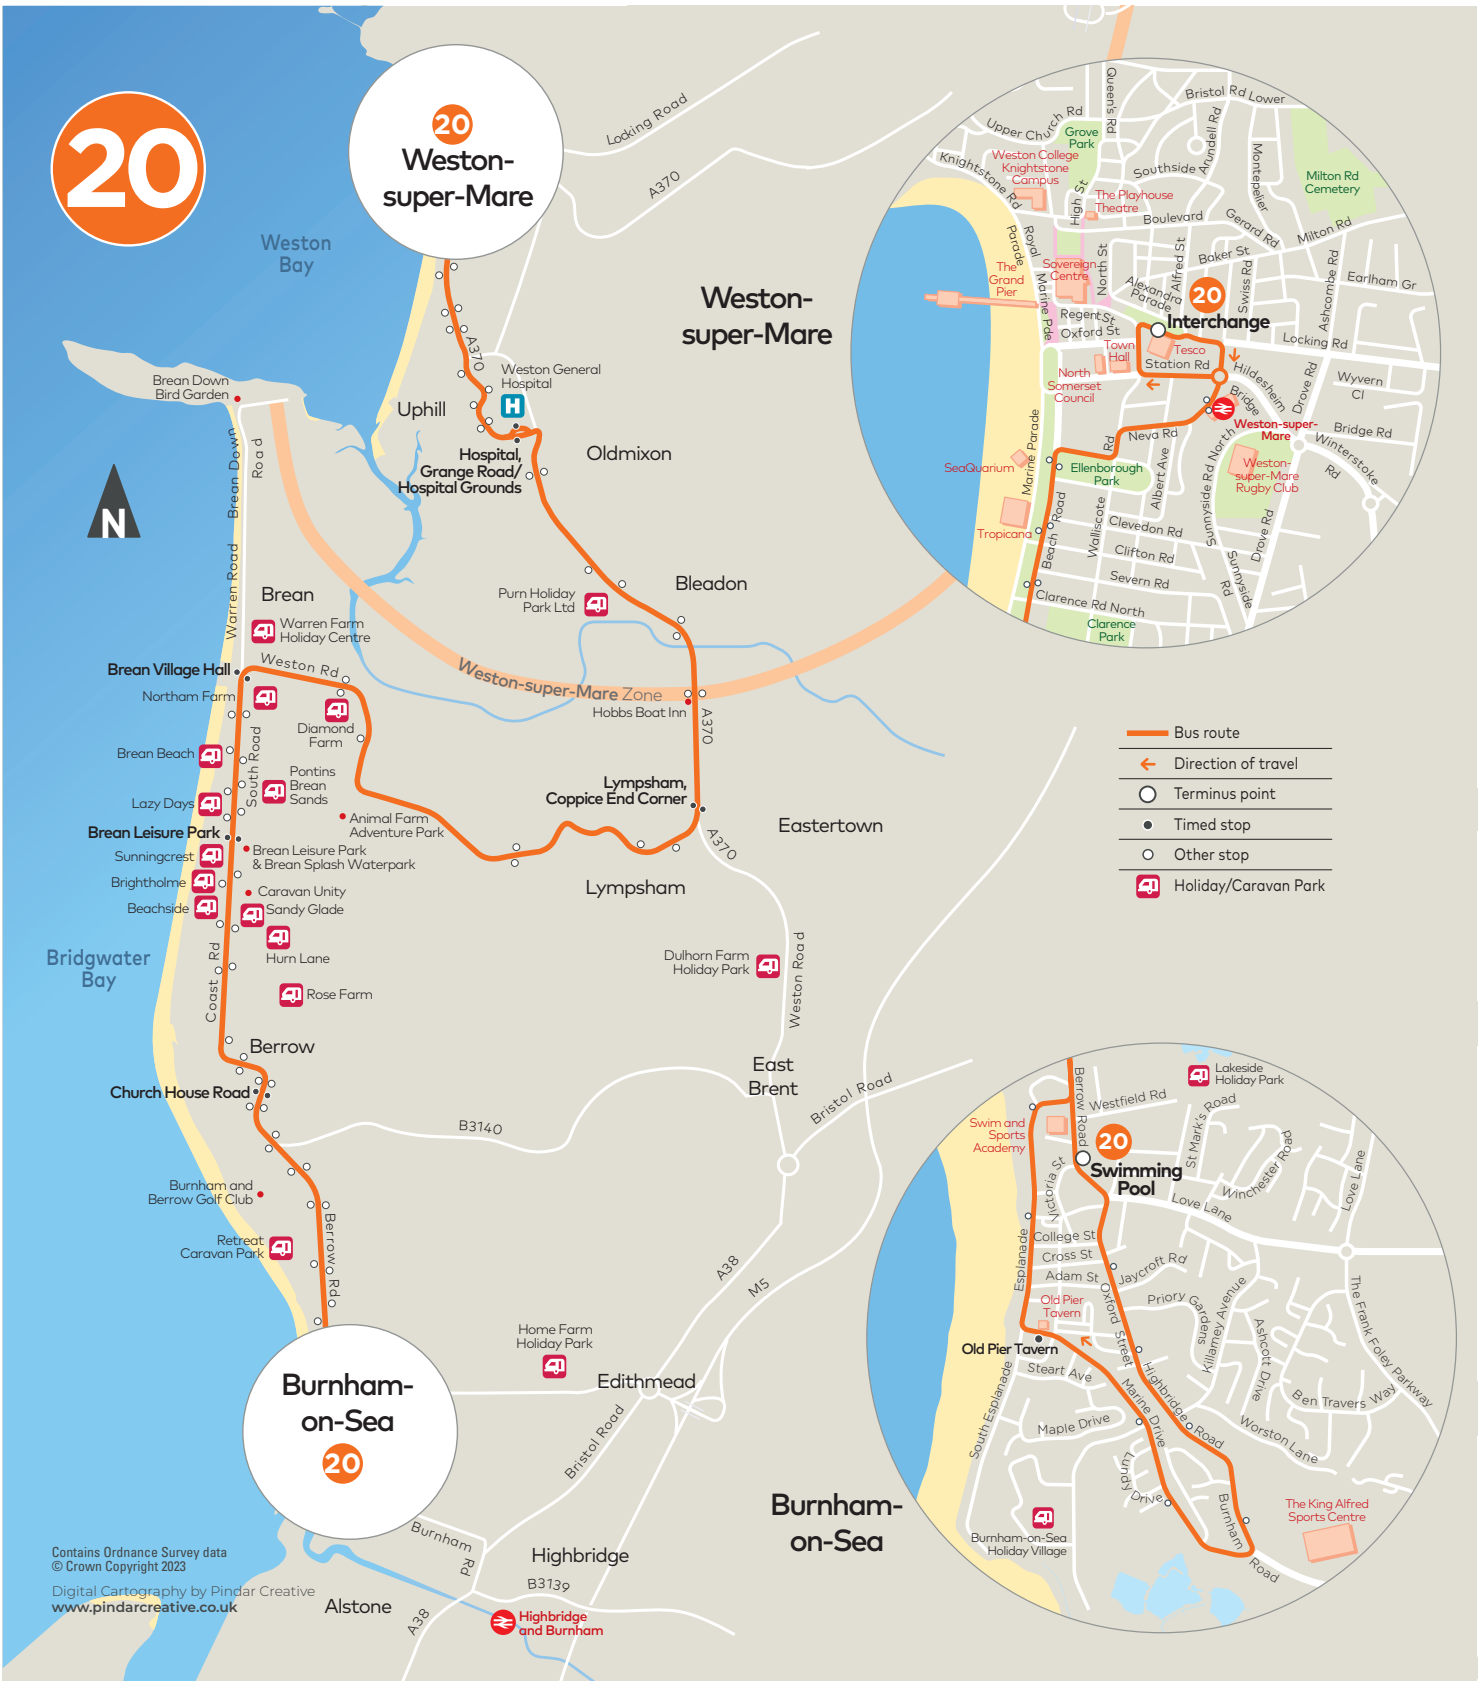 20
20
Weston-
super-Mare
Locking Road
A370
Weston
Bay
Weston-
super-Mare
A370
Weston General
Hospital
H
Uphill
Oldmixon
Hospital,
Grange Road/
Hospital Grounds
Brean Down
Bird Garden
Brean Down
Road
N
Warren Road
Brean
Purn Holiday
Park Ltd
Bleadon
Warren Farm
Holiday Centre
Brean Village Hall
Weston Rd
Weston-super-Mare Zone
Northam Farm
Diamond
Farm
Hobbs Boat Inn
A370
Brean Beach
South Road
Pontins
Brean
Sands
Lympsham,
Coppice End Corner
Lazy Days
Animal Farm
Adventure Park
Brean Leisure Park
Sunningcrest
Brean Leisure Park
& Brean Splash Waterpark
A370
Eastertown
Brightholme
Caravan Unity
Lympsham
Beachside
Sandy Glade
Hurn Lane
Bridgwater
Bay
Coast Rd
Rose Farm
Dulhorn Farm
Holiday Park
Weston Road
Berrow
East
Brent
Church House Road
Bristol Road
B3140
Burnham and
Berrow Golf Club
Retreat
Caravan Park
Berrow Rd
A38
M5
Home Farm
Holiday Park
Edithmead
Bristol Road
Burnham-
on-Sea
20
Burnham-
on-Sea
Burnham
Rd
Highbridge
B3139
Alstone
A38
Highbridge
and Burnham
Contains Ordnance Survey data
© Crown Copyright 2023
Digital Cartography by Pindar Creative
www.pindarcreative.co.uk
Bus route
Direction of travel
Terminus point
Timed stop
Other stop
Holiday/Caravan Park
Queen's Rd
Bristol Rd Lower
Upper Church Rd
Grove
Park
Arundell Rd
Knightstone Rd
Weston College
Knightstone
Campus
Southside
Montepelier
Milton Rd
Cemetery
High St
The Playhouse
Theatre
Boulevard
Gerard Rd
Milton Rd
Royal
Parade
The
Grand
Pier
Sovereign
Centre
North St
Alfred St
Baker St
Swiss Rd
Ashcombe Rd
Earlham Gr
Marine Pde
Alexandra
Parade
20
Interchange
Regent St
Oxford St
Town
Hall
Tesco
Station Rd
Locking Rd
North
Somerset
Council
Hildesheim
Bridge
Drove Rd
Wyvern
Cl
Weston-super-
Mare
Bridge Rd
Winterstoke
Rd
Marine Parade
Neva Rd
Rd
Walliscote
SeaQuarium
Ellenborough
Park
Albert Ave
Sunnyside Rd North
Weston-
super-Mare
Rugby Club
Tropicana
Beach Road
Clevedon Rd
Clifton Rd
Severn Rd
Drove Rd
Sunnyside
Rd
Clarence Rd North
Clarence
Park
Lakeside
Holiday Park
Berrow Road
Westfield Rd
Swim and
Sports
Academy
20
Swimming
Pool
St Mark's Road
Winchester Road
Love Lane
Victoria St
Love Lane
College St
Cross St
Adam St
Esplanade
Jaycroft Rd
Old Pier
Tavern
Oxford Street
Priory Gardens
Killarney Avenue
Ashcott Drive
The Frank Foley Parkway
Old Pier Tavern
Steart Ave
South Esplanade
Marine Drive
Highbridge Road
Ben Travers Way
Maple Drive
Worston Lane
Lundy
Drive
Burnham
Road
The King Alfred
Sports Centre
Burnham-on-Sea
Holiday Village